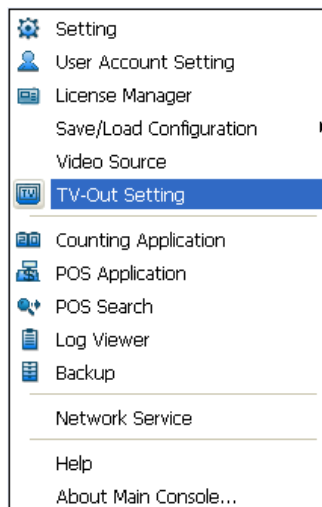 Setting
User Account Setting
License Manager
Save/Load Configuration
Video Source
TV-Out Setting
Counting Application
POS Application
POS Search
Log Viewer
Backup
Network Service
Help
About Main Console...